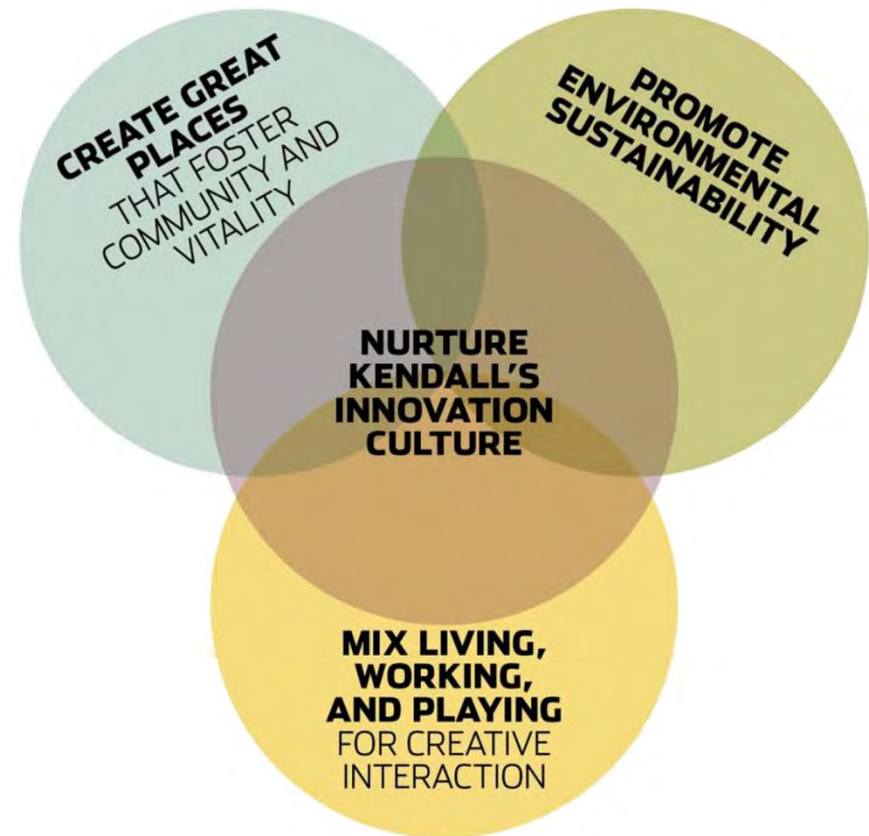 CREATE GREAT
PLACES
THAT FOSTER
COMMUNITY AND
VITALITY
PROMOTE
ENVIRONMENTAL
SUSTAINABILITY
NURTURE
KENDALL’S
INNOVATION
CULTURE
MIX LIVING,
WORKING,
AND PLAYING
FOR CREATIVE
INTERACTION